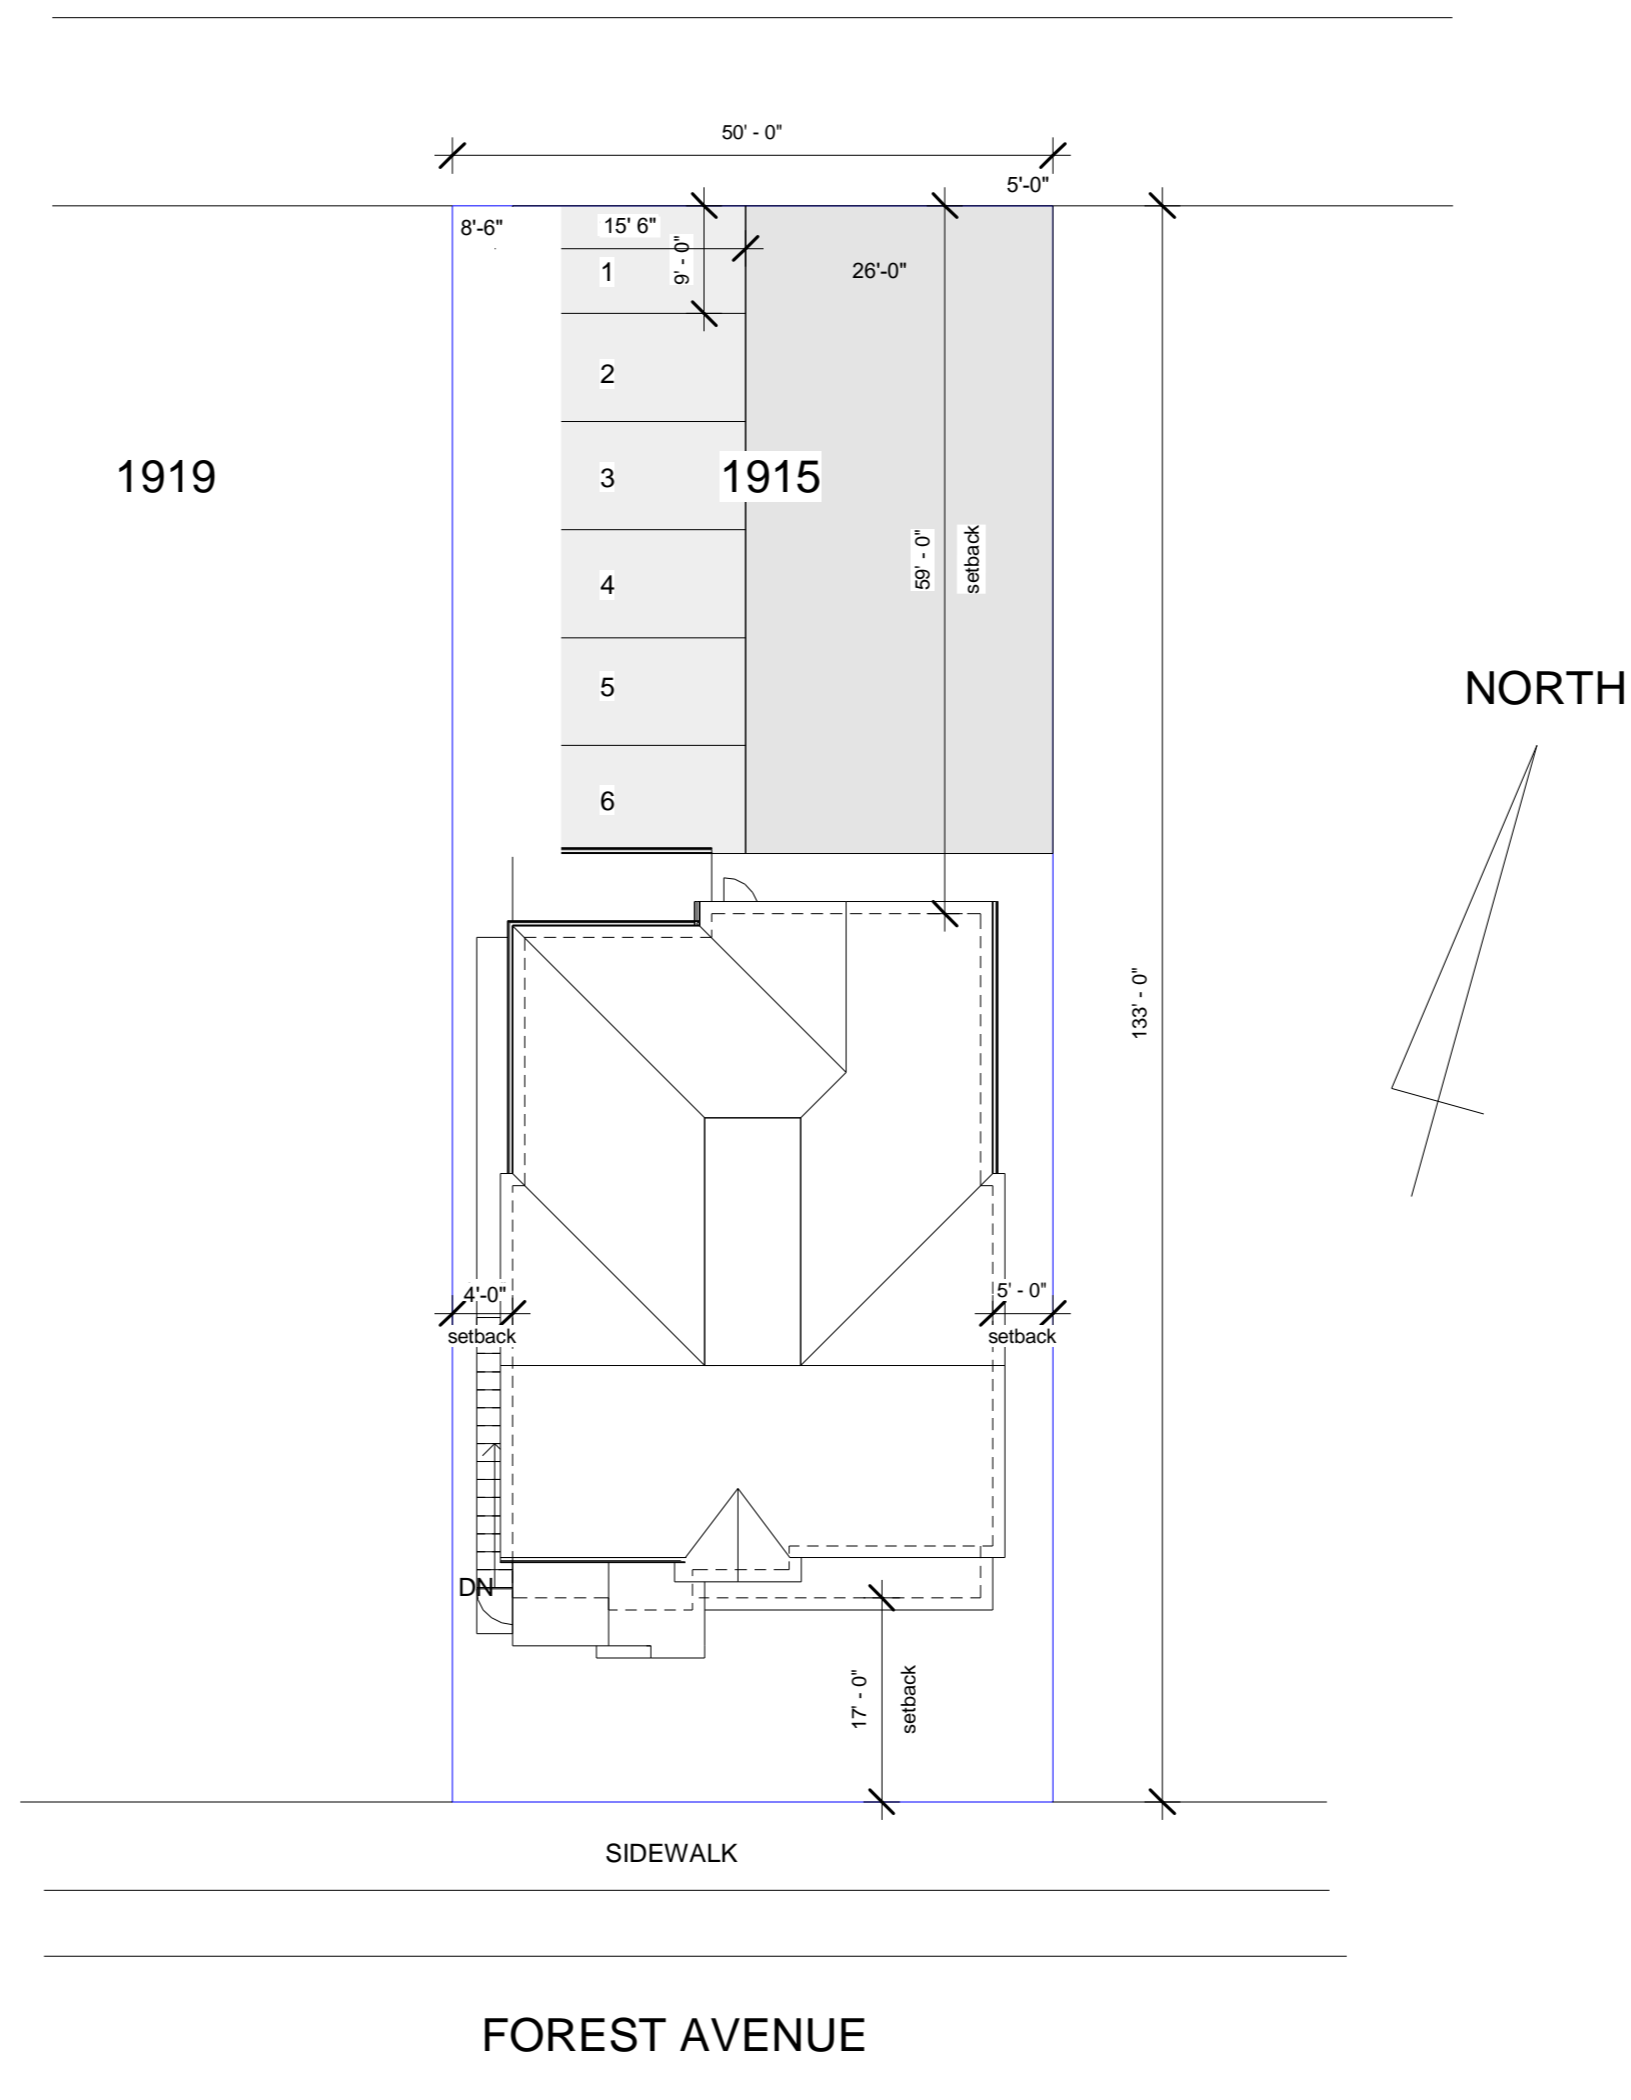 50' - 0"
5'-0"
8'-6"
15' 6"
9' - 0"
26'-0"
1
2
1919
3
1915
4
59' - 0"
setback
5
NORTH
6
133' - 0"
4'-0"
setback
5' - 0"
setback
DN
17' - 0"
setback
SIDEWALK
FOREST AVENUE